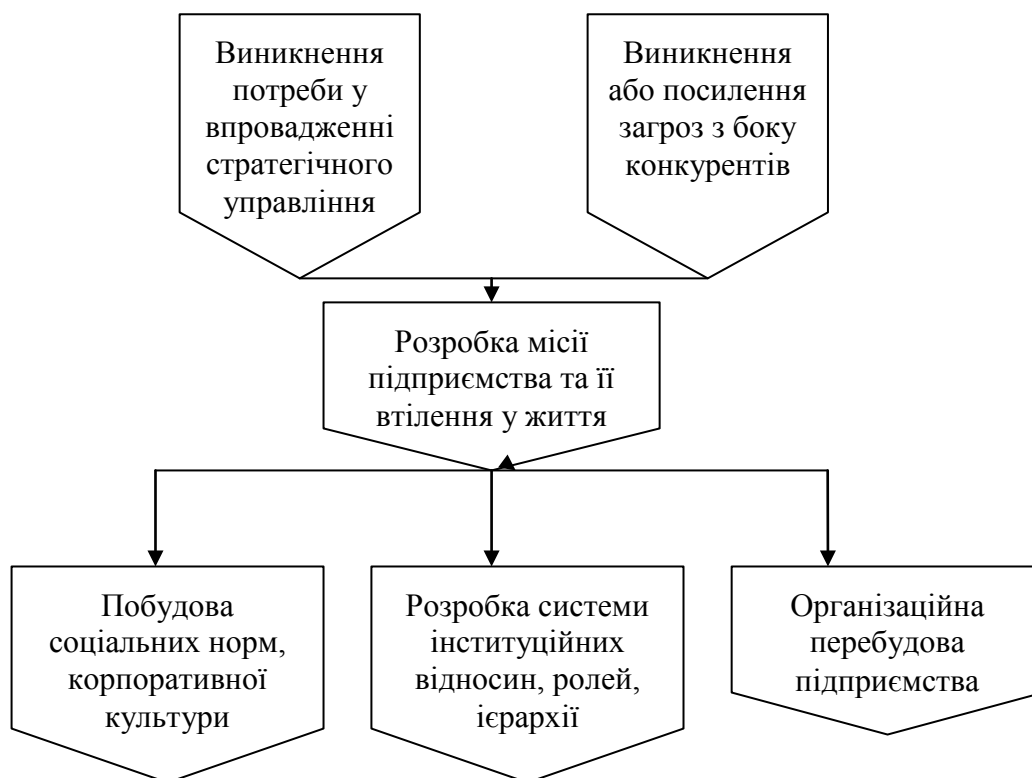 Виникнення
потреби у
впровадженні
стратегічного
управління
Виникнення
або посилення
загроз з боку
конкурентів
Розробка місії
підприємства та її
втілення у життя
Побудова
соціальних норм,
корпоративної
культури
Розробка системи
інституційних
відносин, ролей,
ієрархії
Організаційна
перебудова
підприємства